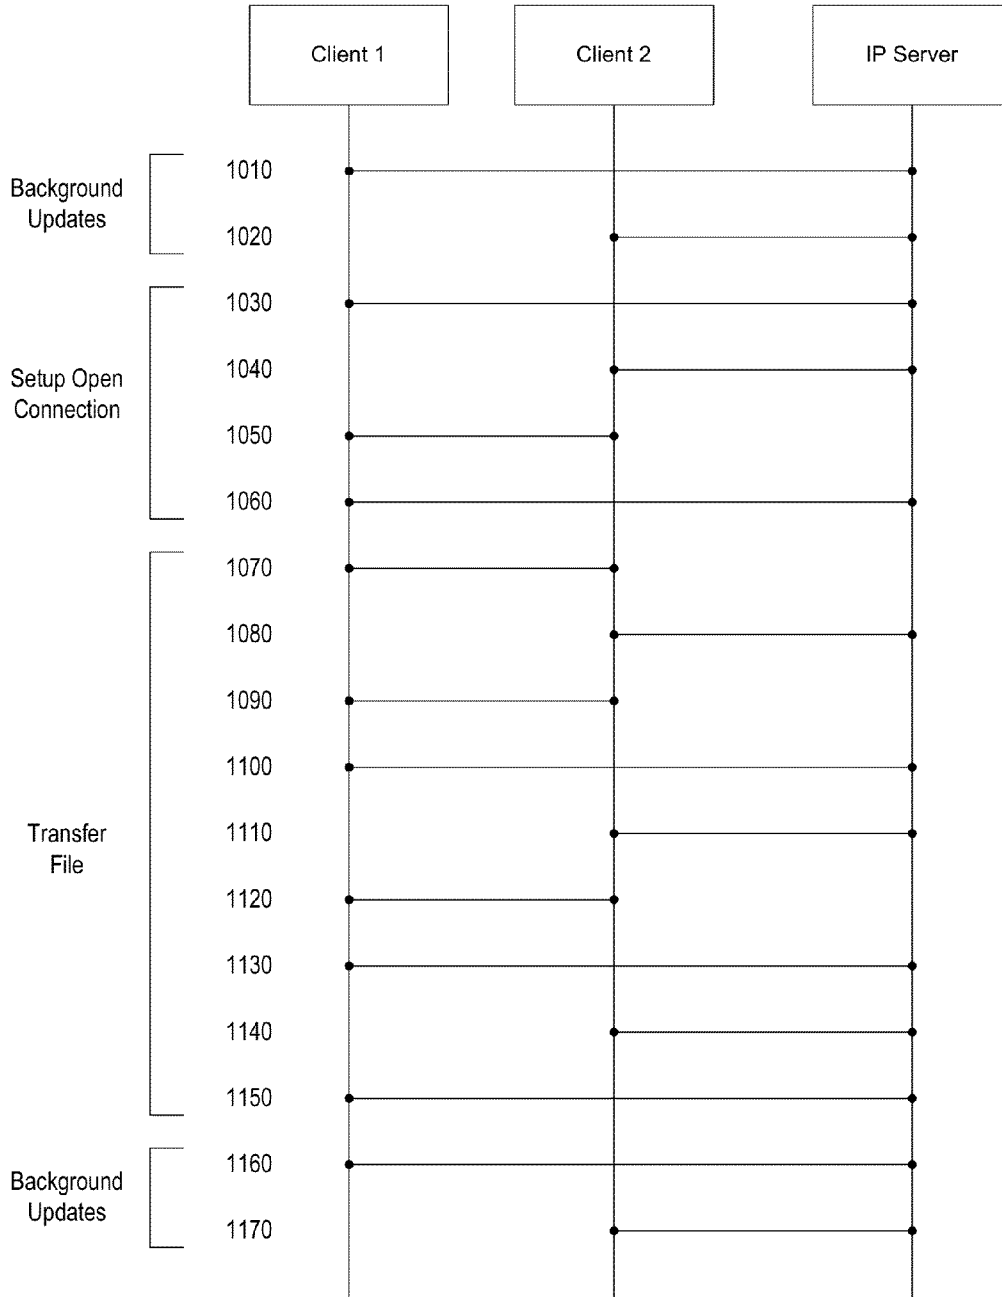 Client 1
Client 2
IP Server
Background
Updates
1010
1020
Setup Open
Connection
1030
1040
1050
1060
Transfer
File
1070
1080
1090
1100
1110
1120
1130
1140
1150
Background
Updates
1160
1170